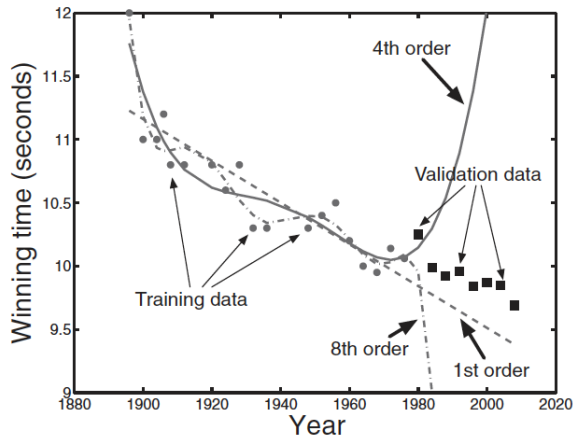 12
11.5
11
10.5
10
9.5
9
Winning time (seconds)
4th order
Validation data
Training data
8th order
1st order
1880
1900
1920
1940
1960
1980
2000
2020
Year